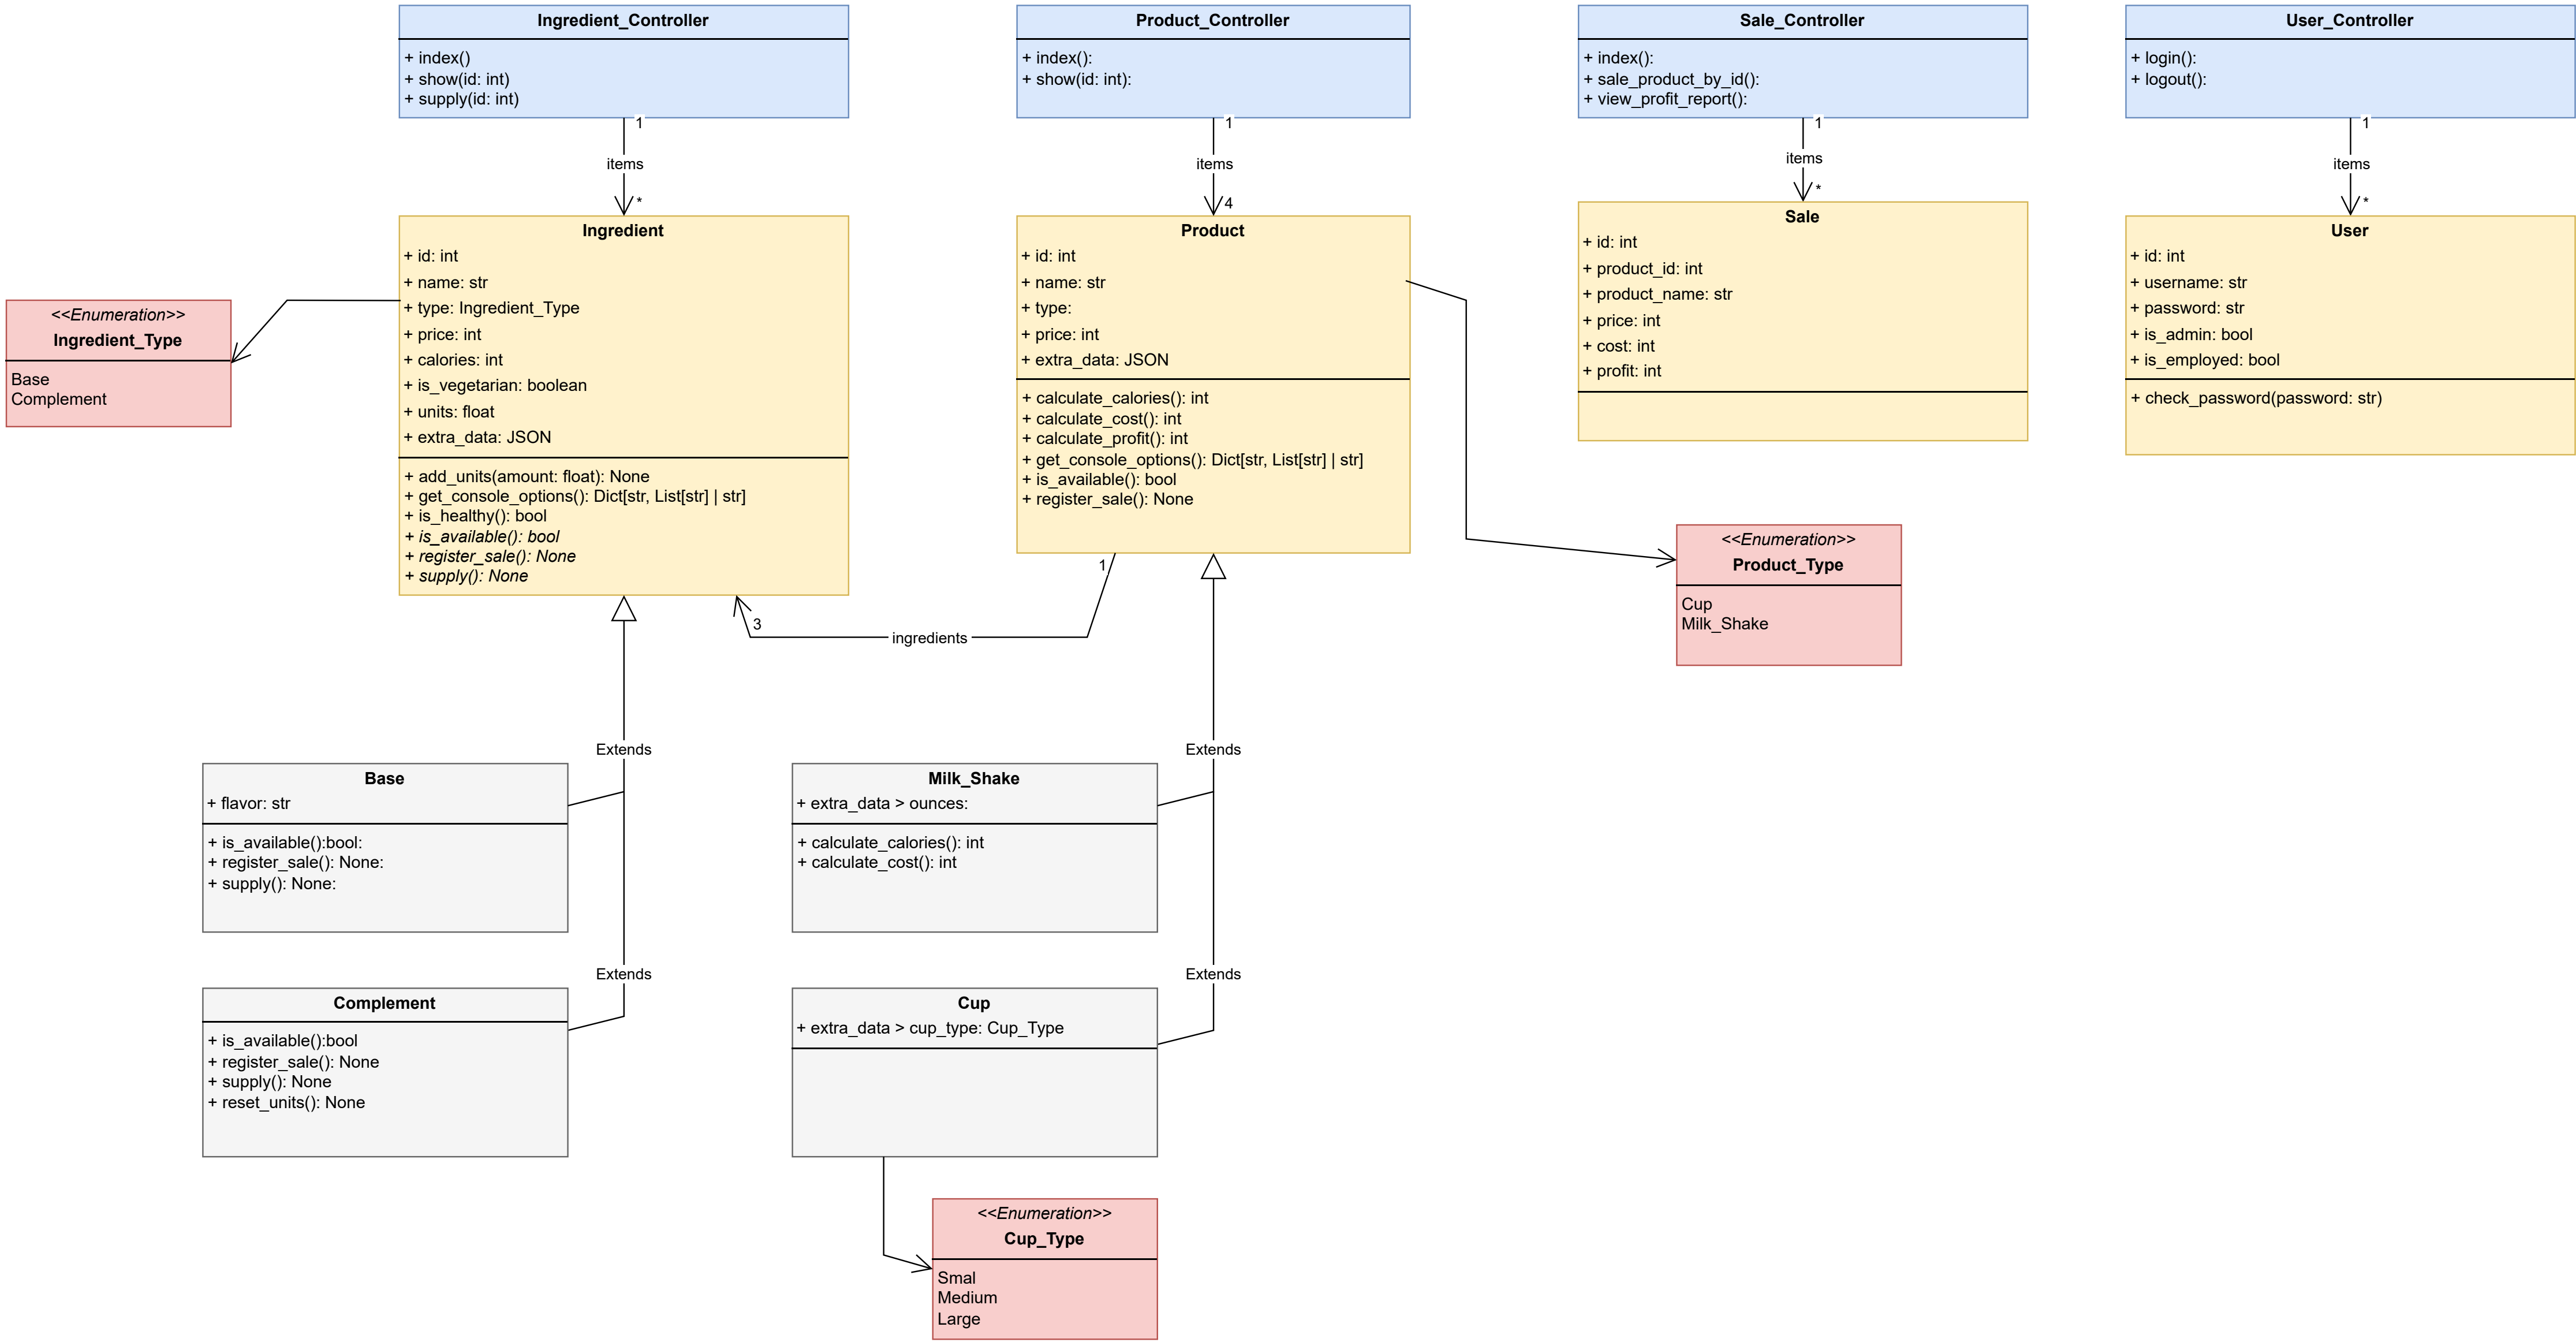 Ingredient_Controller
+ index()
+ show(id: int)
+ supply(id: int)
Product_Controller
+ index():
+ show(id: int):
Sale_Controller
+ index():
+ sale_product_by_id():
+ view_profit_report():
User_Controller
+ login():
+ logout():
1
items
*
1
items
4
1
items
*
1
items
*
<<Enumeration>>
Ingredient_Type
Base
Complement
Ingredient
+ id: int
+ name: str
+ type: Ingredient_Type
+ price: int
+ calories: int
+ is_vegetarian: boolean
+ units: float
+ extra_data: JSON
+ add_units(amount: float): None
+ get_console_options(): Dict[str, List[str] | str]
+ is_healthy(): bool
+ is_available(): bool
+ register_sale(): None
+ supply(): None
Product
+ id: int
+ name: str
+ type:
+ price: int
+ extra_data: JSON
+ calculate_calories(): int
+ calculate_cost(): int
+ calculate_profit(): int
+ get_console_options(): Dict[str, List[str] | str]
+ is_available(): bool
+ register_sale(): None
Sale
+ id: int
+ product_id: int
+ product_name: str
+ price: int
+ cost: int
+ profit: int
User
+ id: int
+ username: str
+ password: str
+ is_admin: bool
+ is_employed: bool
+ check_password(password: str)
1
3
ingredients
<<Enumeration>>
Product_Type
Cup
Milk_Shake
Extends
Extends
Base
+ flavor: str
+ is_available():bool:
+ register_sale(): None:
+ supply(): None:
Milk_Shake
+ extra_data > ounces:
+ calculate_calories(): int
+ calculate_cost(): int
Extends
Extends
Complement
+ is_available():bool
+ register_sale(): None
+ supply(): None
+ reset_units(): None
Cup
+ extra_data > cup_type: Cup_Type
<<Enumeration>>
Cup_Type
Smal
Medium
Large